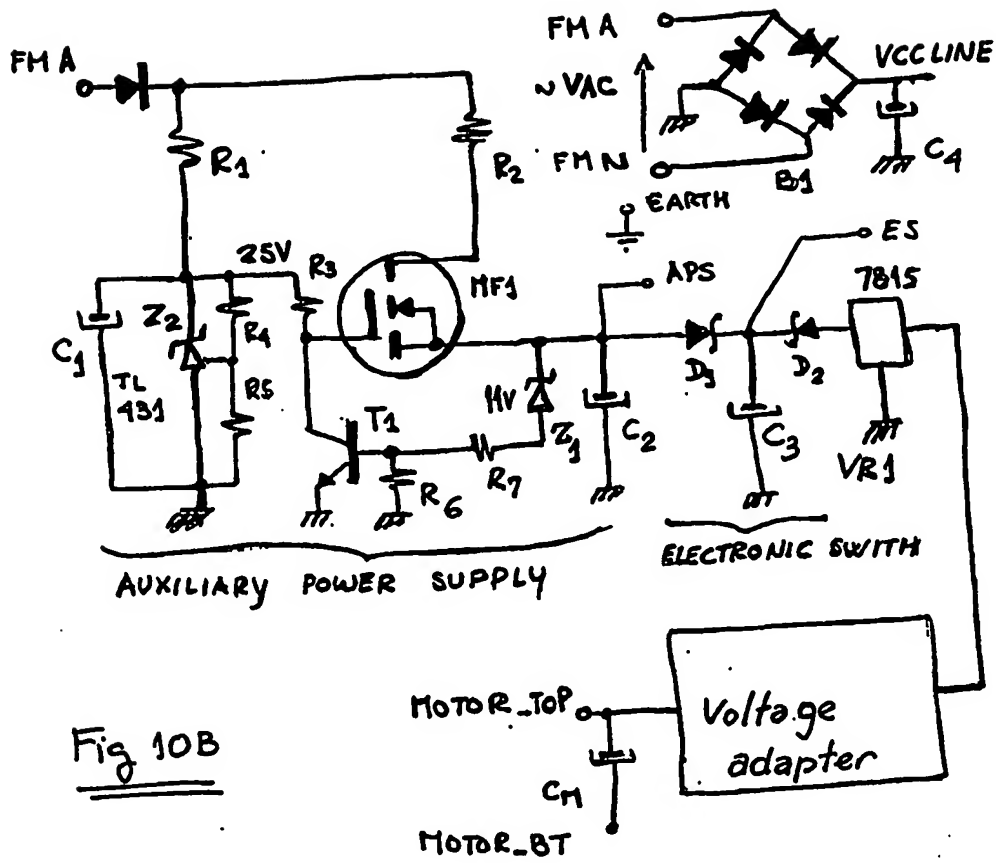 FM A
R1
R2
FM A
~ VAC
FM N
EARTH
B1
VCC LINE
C4
C1
Z2
TL
431
25V
R4
R5
R3
MF1
T1
R6
R7
11V
Z1
APS
C2
D1
ES
C3
D2
7815
VR1
AUXILIARY POWER SUPPLY
ELECTRONIC SWITH
MOTOR_TOP
CM
MOTOR_BT
Voltage
adapter
Fig 10B